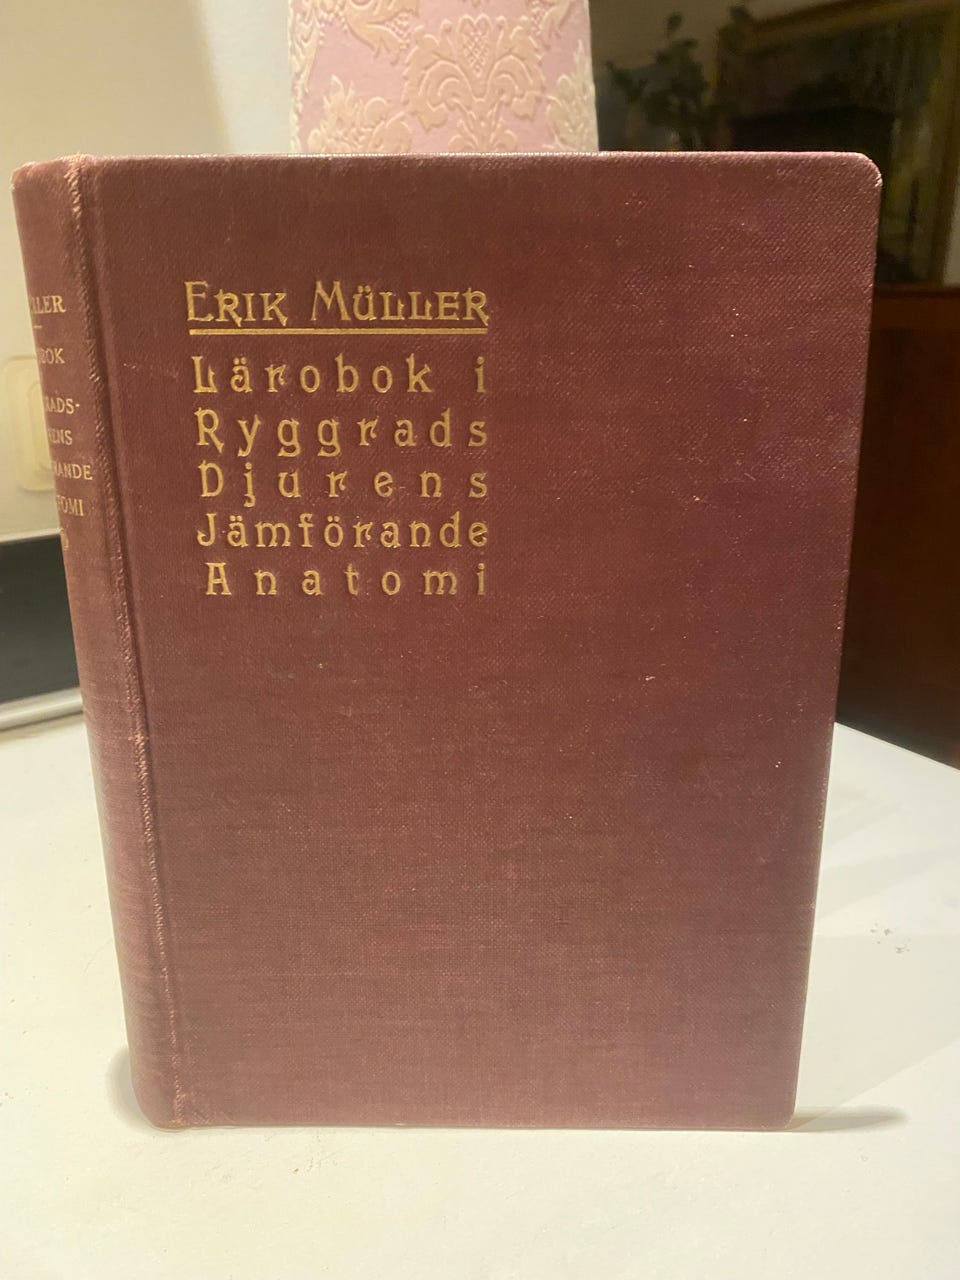 ERIK MÜLLER
Lärobok i
Ryggrads
Djurens
Jämförande
Anatomi